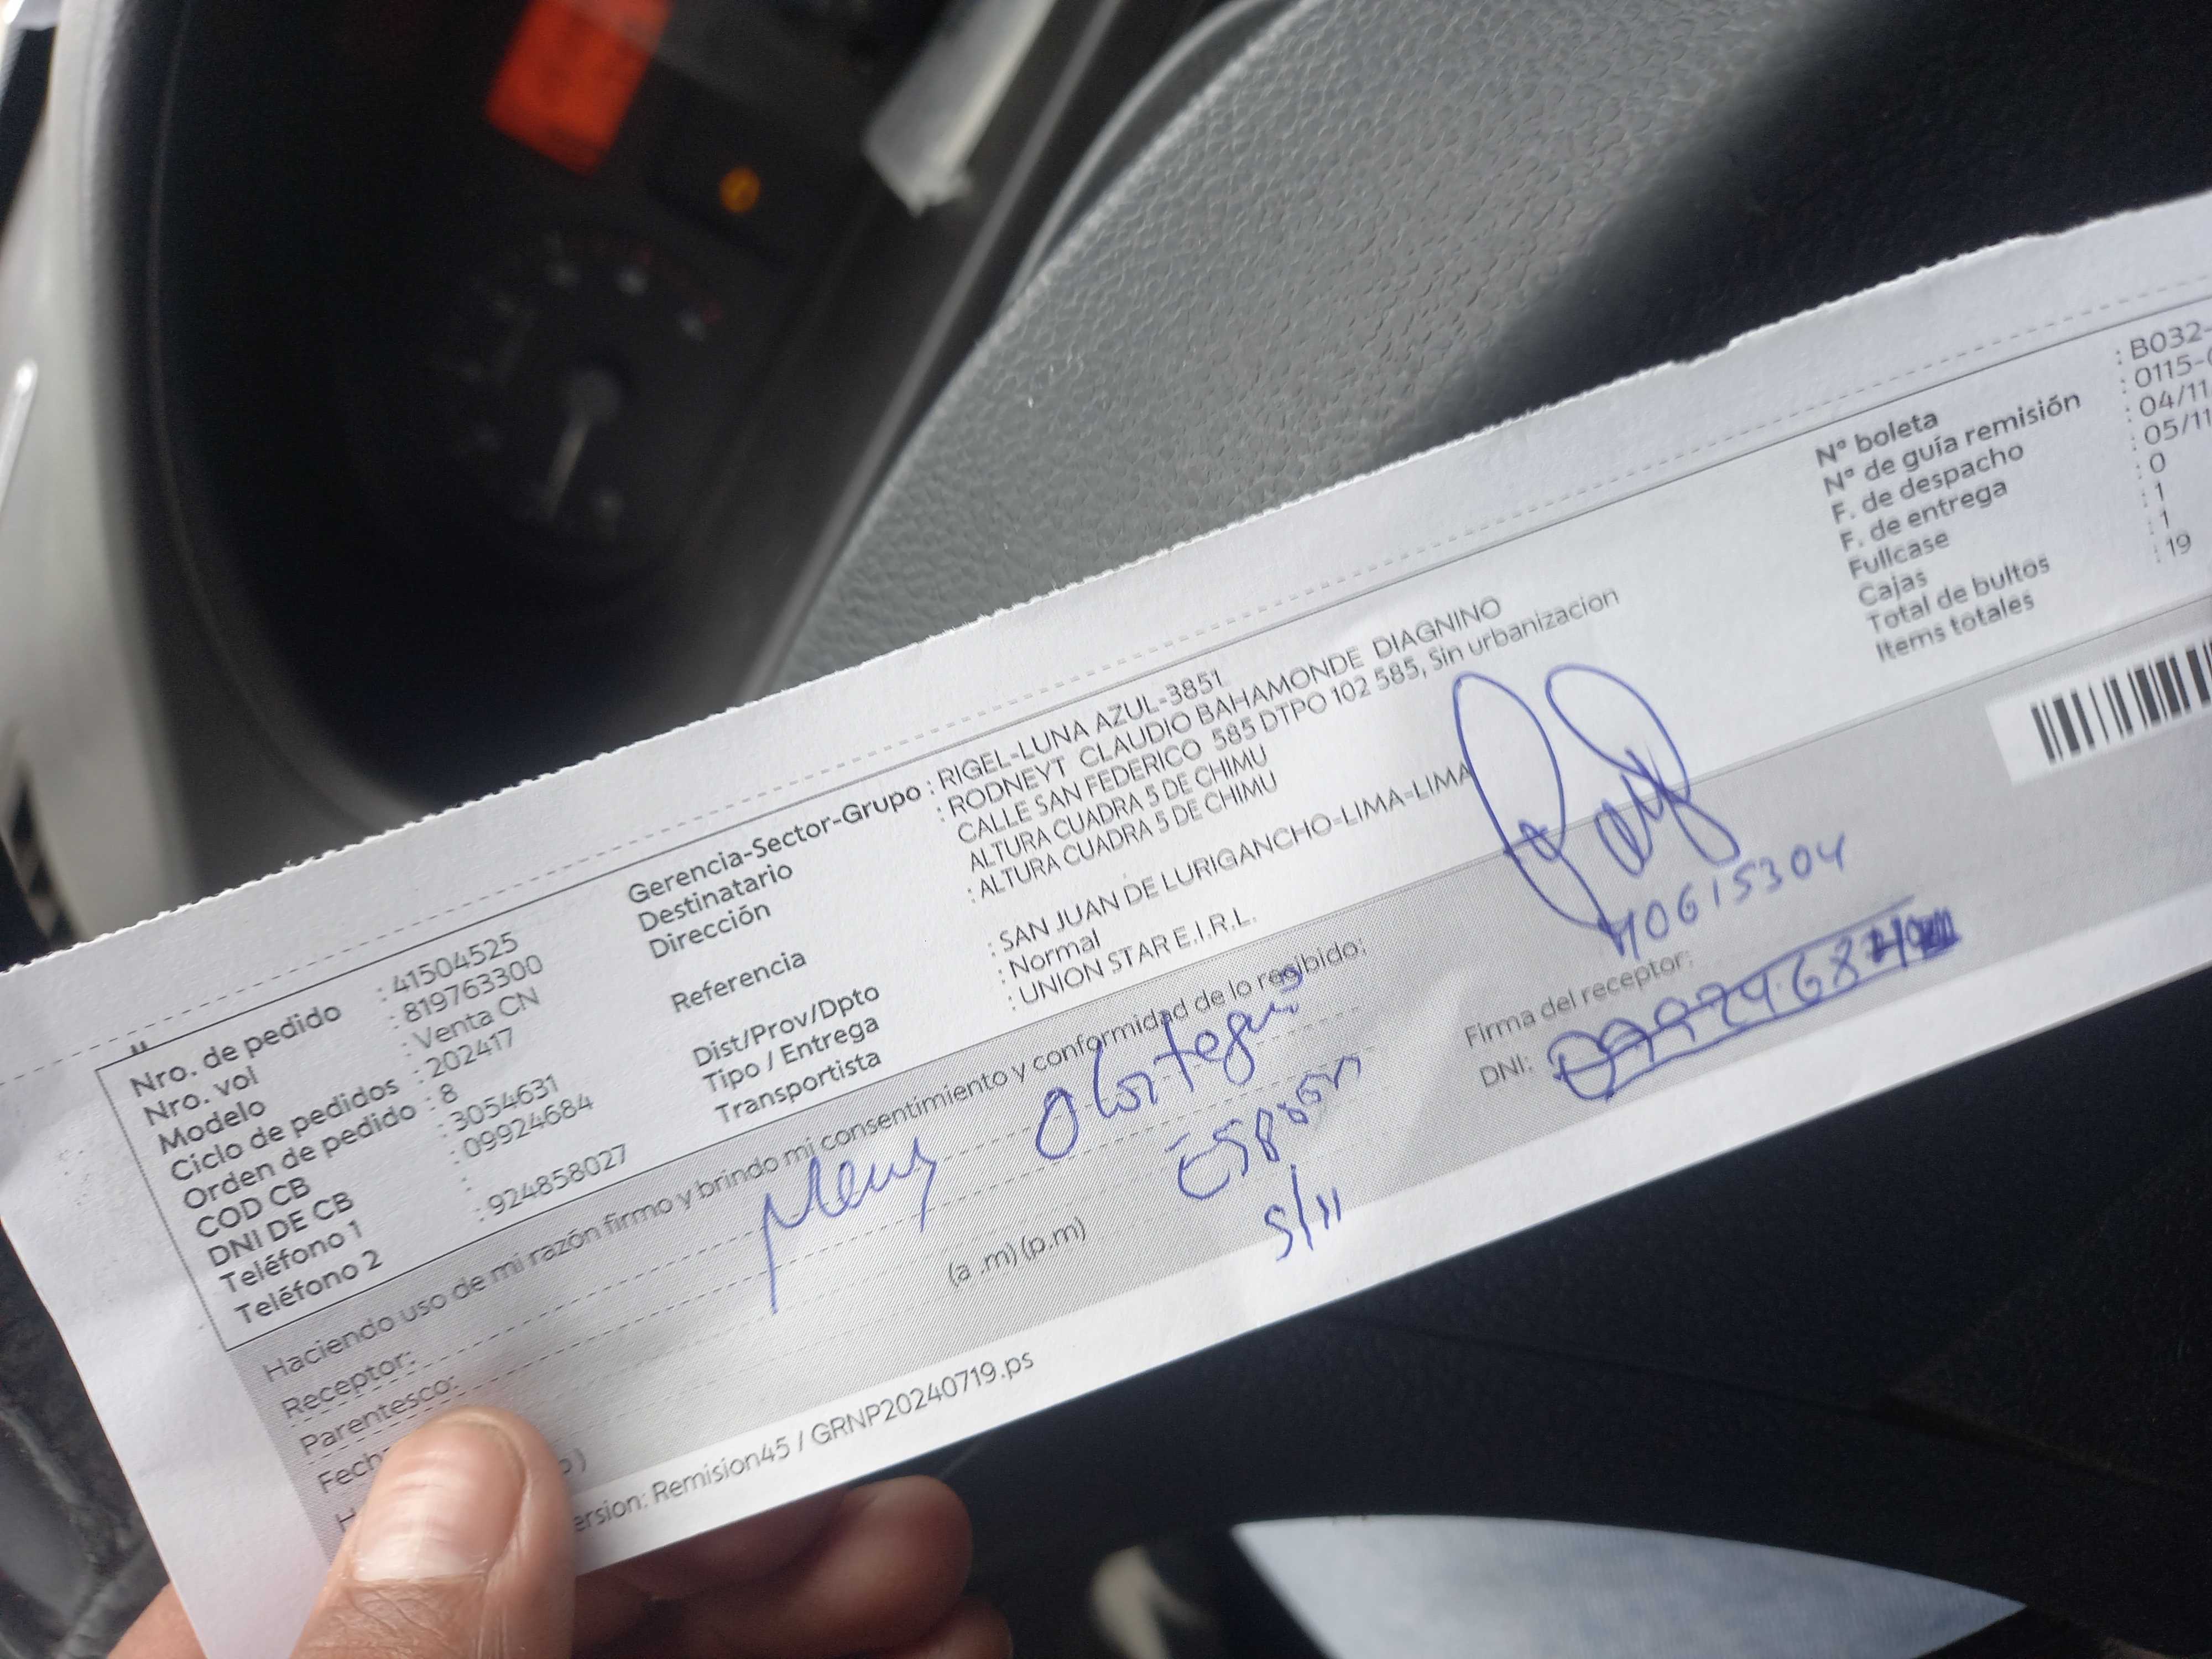 Nro. de pedido : 41504525
Nro. vol : 819763300
Modelo : Venta CN
Ciclo de pedidos : 202417
Orden de pedido : 8
COD CB : 3054631
DNI DE CB : 09924684
Teléfono 1 :
Teléfono 2 : 924858027
Gerencia-Sector-Grupo : RIGEL-LUNA AZUL-3851
Destinatario : RODNEYT CLAUDIO BAHAMONDE DIAGNINO
Dirección CALLE SAN FEDERICO 585 DTPO 102 585, Sin urbanizacion
ALTURA CUADRA 5 DE CHIMU
Referencia : ALTURA CUADRA 5 DE CHIMU
Dist/Prov/Dpto : SAN JUAN DE LURIGANCHO-LIMA-LIMA
Tipo / Entrega : Normal
Transportista : UNION STAR E.I.R.L.
N° boleta : B032-
N° de guía remisión : 0115-
F. de despacho : 04/11
F. de entrega : 05/11
Fullcase : 0
Cajas : 1
Total de bultos : 1
Items totales : 19
Haciendo uso de mi razón firmo y brindo mi consentimiento y conformidad de lo recibido:
Receptor:
Parentesco:
Fech
(a .m) (p.m)
5/11
40615304
Firma del receptor:
DNI:
ersion: Remision45 / GRNP20240719.ps